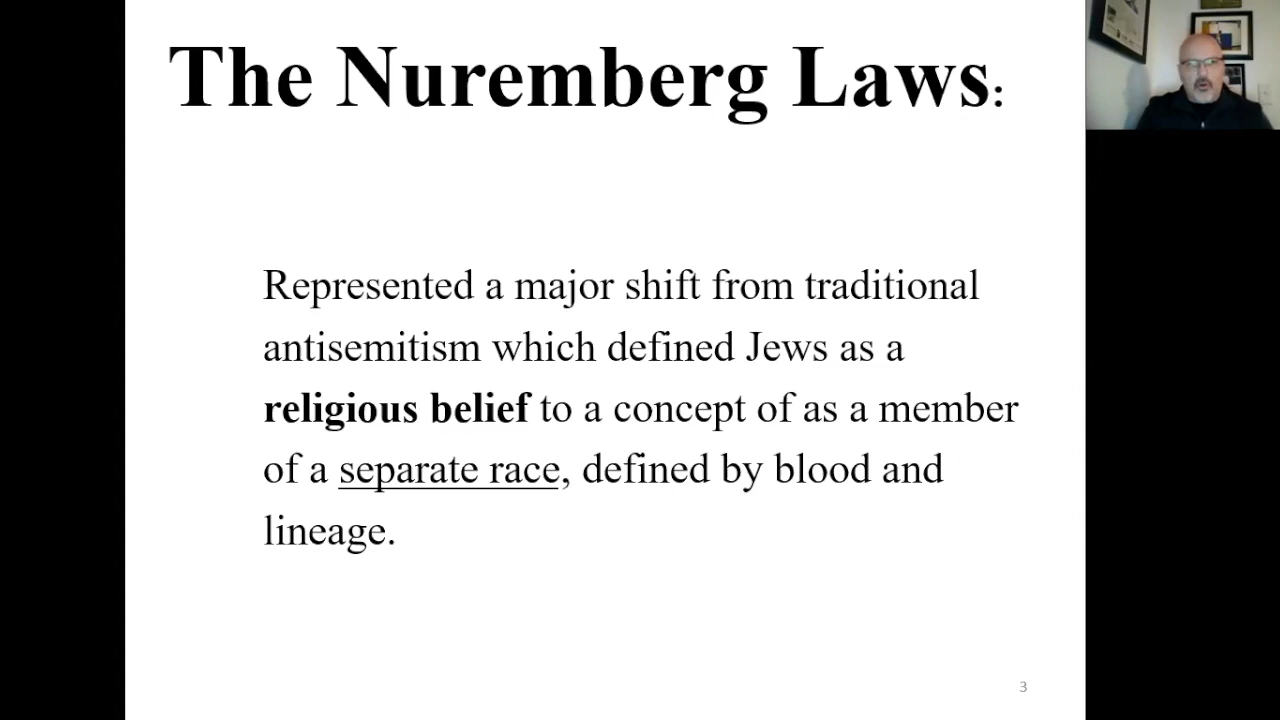 The Nuremberg Laws:
Represented a major shift from traditional
antisemitism which defined Jews as a
religious belief to a concept of as a member
of a separate race, defined by blood and
lineage.
3